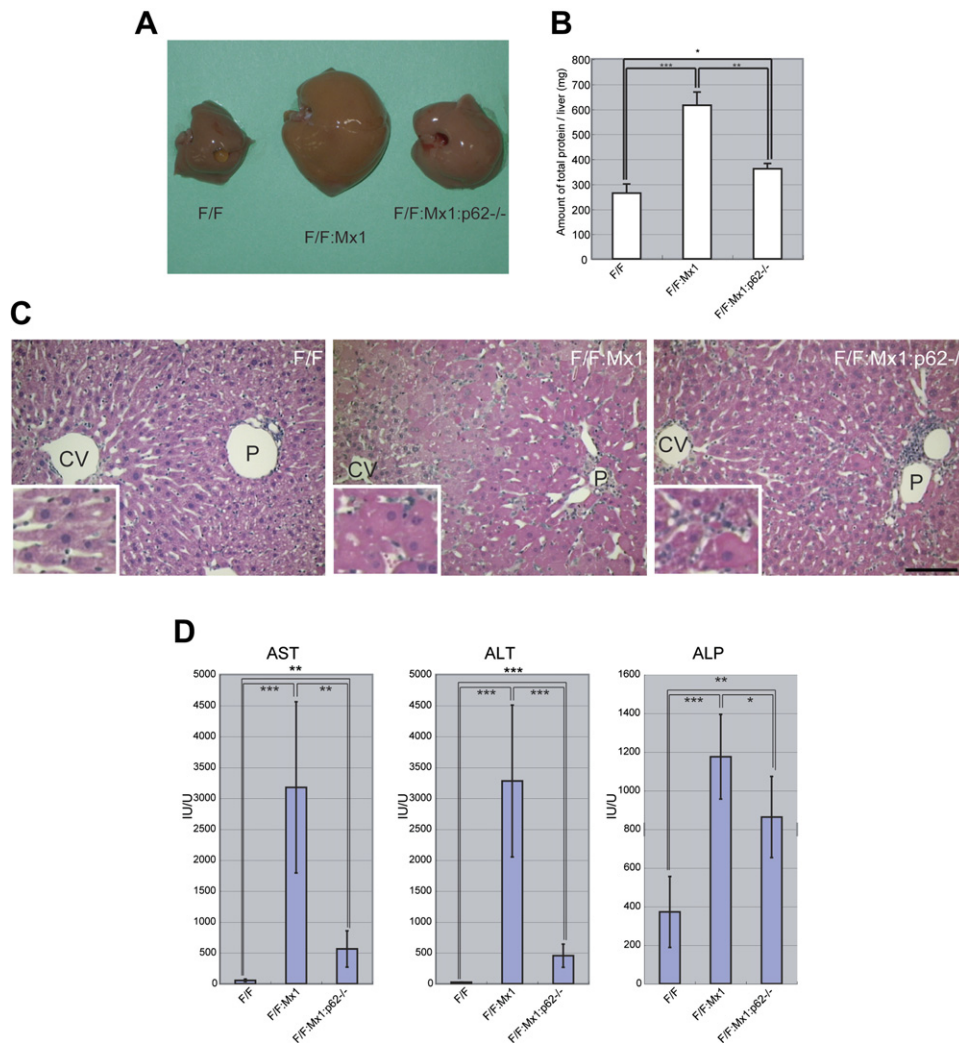 A
F/F
F/F:Mx1
F/F:Mx1:p62-/-
B
Amount of total protein / liver (mg)
800
700
600
500
400
300
200
100
0
*
***
**
F/F
F/F:Mx1
F/F:Mx1:p62-/-
C
F/F
CV
P
F/F:Mx1
CV
P
F/F:Mx1:p62-/-
CV
P
D
AST
IU/U
5000
4500
4000
3500
3000
2500
2000
1500
1000
500
0
**
***
**
F/F
F/F:Mx1
F/F:Mx1:p62-/-
ALT
IU/U
5000
4500
4000
3500
3000
2500
2000
1500
1000
500
0
***
***
***
F/F
F/F:Mx1
F/F:Mx1:p62-/-
ALP
IU/U
1600
1400
1200
1000
800
600
400
200
0
**
***
*
F/F
F/F:Mx1
F/F:Mx1:p62-/-